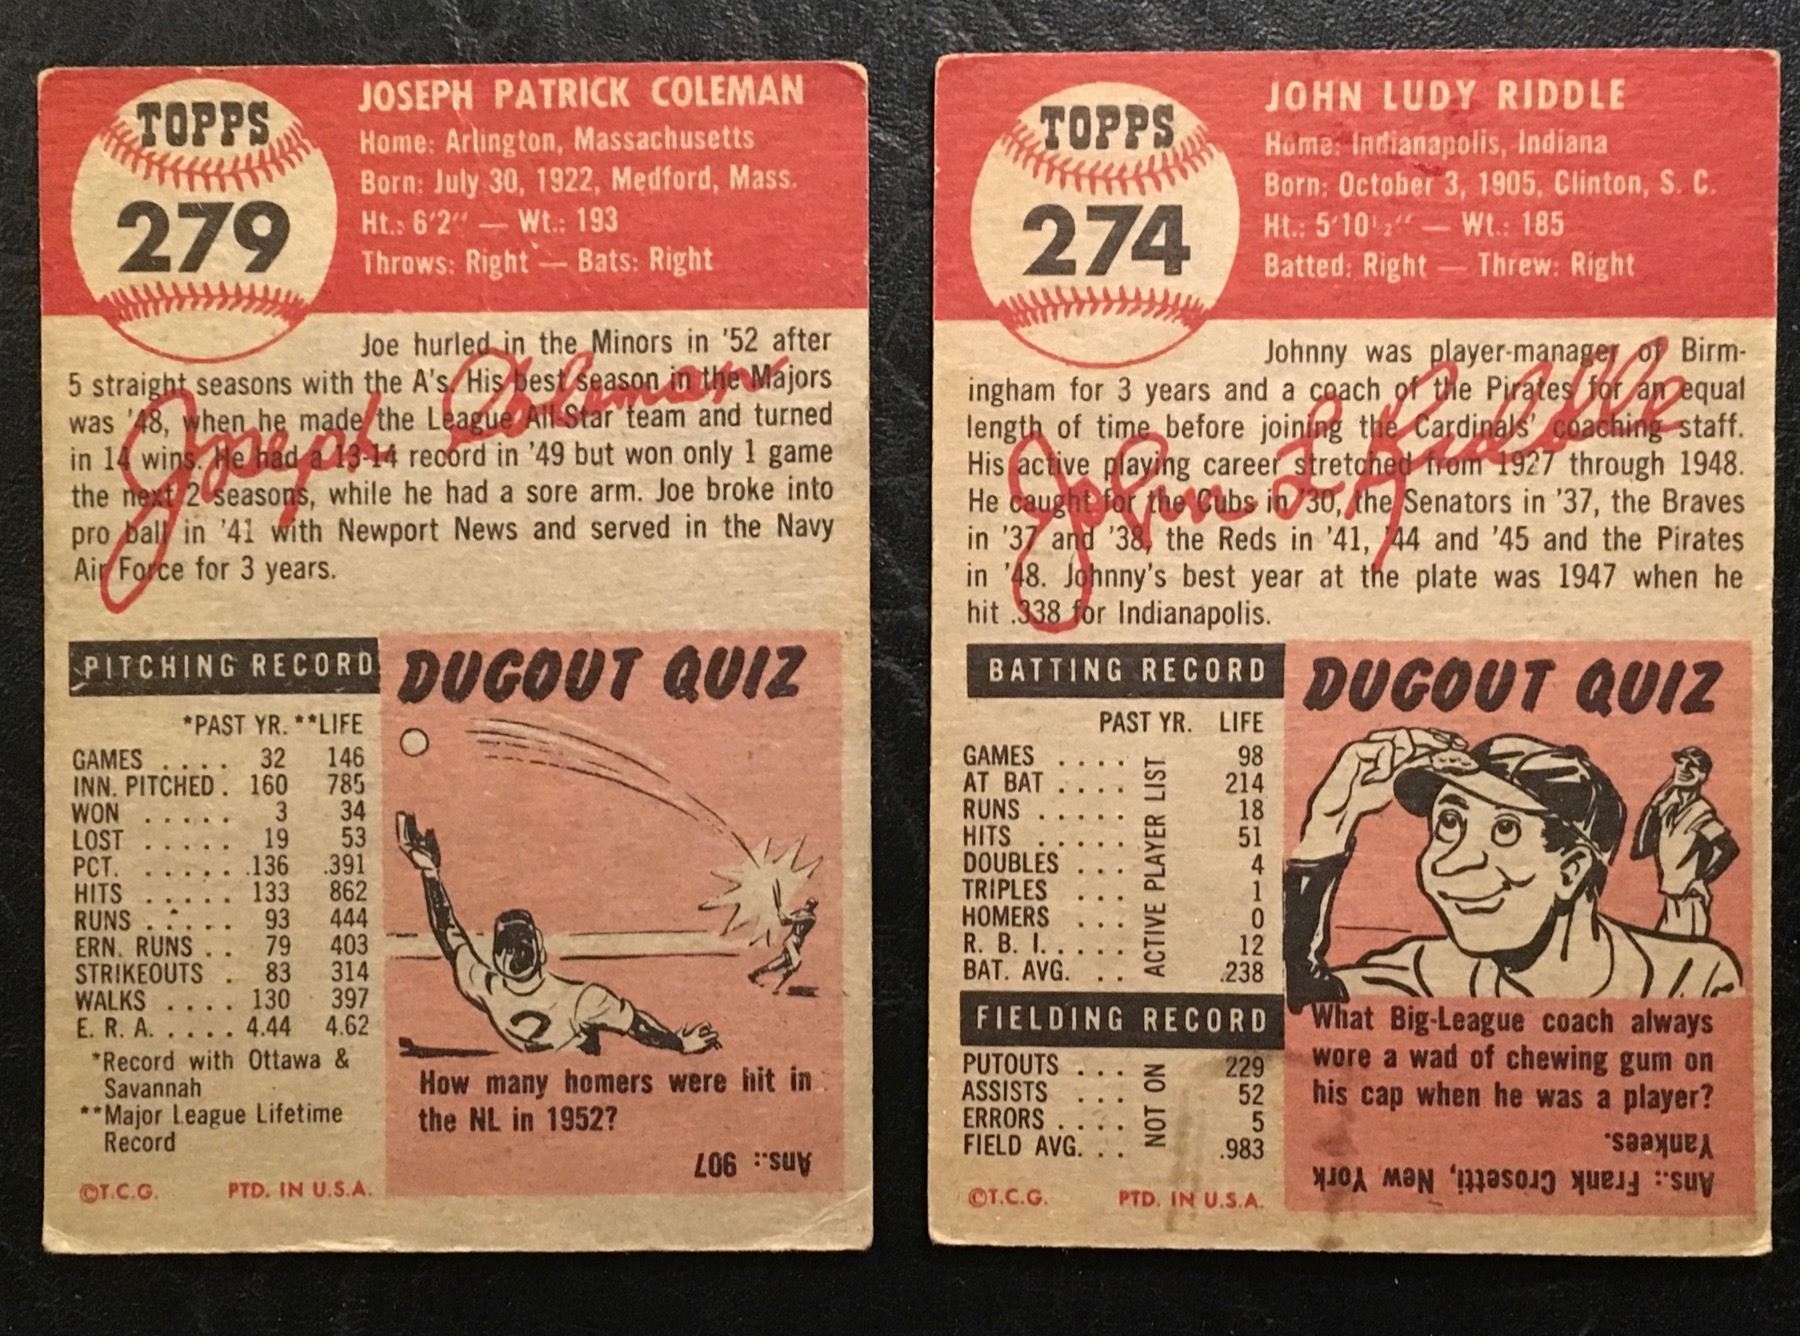 TOPPS
279
JOSEPH PATRICK COLEMAN
Home: Arlington, Massachusetts
Born: July 30, 1922, Medford, Mass.
Ht.: 6'2" — Wt.: 193
Throws: Right — Bats: Right
Joe hurled in the Minors in '52 after
5 straight seasons with the A's. His best season in the Majors
was '48, when he made the League All-Star team and turned
in 14 wins. He had a 13-14 record in '49 but won only 1 game
the next 2 seasons, while he had a sore arm. Joe broke into
pro ball in '41 with Newport News and served in the Navy
Air Force for 3 years.
Joseph Coleman
PITCHING RECORD
*PAST YR. **LIFE
GAMES . . . . 32 146
INN. PITCHED . 160 785
WON . . . . . 3 34
LOST . . . . . 19 53
PCT. . . . . . .136 .391
HITS . . . . . 133 862
RUNS . . . . . 93 444
ERN. RUNS . . 79 403
STRIKEOUTS . 83 314
WALKS . . . . 130 397
E. R. A. . . . . 4.44 4.62
*Record with Ottawa &
Savannah
**Major League Lifetime
Record
©T.C.G. PTD. IN U.S.A.
DUGOUT QUIZ
2
How many homers were hit in
the NL in 1952?
Ans.: 907
TOPPS
274
JOHN LUDY RIDDLE
Home: Indianapolis, Indiana
Born: October 3, 1905, Clinton, S. C.
Ht.: 5'10½" — Wt.: 185
Batted: Right — Threw: Right
Johnny was player-manager of Birm-
ingham for 3 years and a coach of the Pirates for an equal
length of time before joining the Cardinals' coaching staff.
His active playing career stretched from 1927 through 1948.
He caught for the Cubs in '30, the Senators in '37, the Braves
in '37 and '38, the Reds in '41, '44 and '45 and the Pirates
in '48. Johnny's best year at the plate was 1947 when he
hit .338 for Indianapolis.
John L Riddle
BATTING RECORD
PAST YR. LIFE
GAMES . . . . 98
AT BAT . . . . 214
RUNS . . . . . 18
HITS . . . . . 51
DOUBLES . . . 4
TRIPLES . . . 1
HOMERS . . . 0
R. B. I. . . . . 12
BAT. AVG. . . .238
FIELDING RECORD
PUTOUTS . . . 229
ASSISTS . . . 52
ERRORS . . . . 5
FIELD AVG. . . .983
NOT ON ACTIVE PLAYER LIST
©T.C.G. PTD. IN U.S.A.
DUGOUT QUIZ
What Big-League coach always
wore a wad of chewing gum on
his cap when he was a player?
Ans.: Frank Crosetti, New York
Yankees.